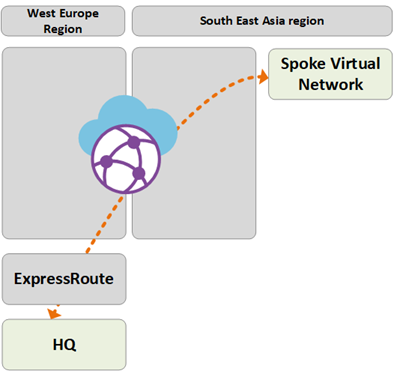 West Europe
Region
South East Asia region
Spoke Virtual
Network
ExpressRoute
HQ